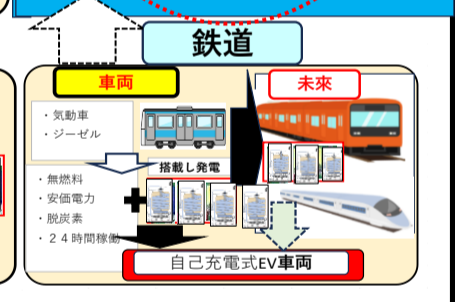 鉄道
車両
未來
・気動車
・ジーゼル
搭載し発電
・無燃料
・安価電力
・脱炭素
・２４時間稼働
自己充電式EV車両